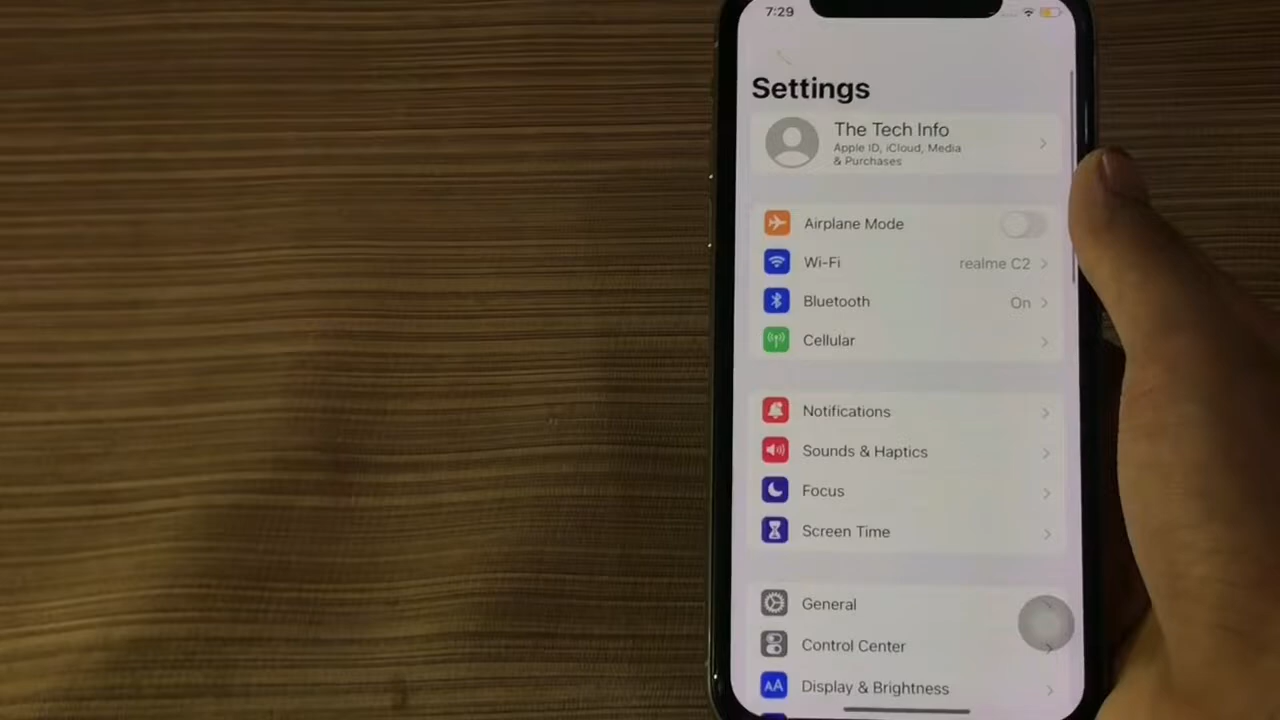 7:29
Settings
The Tech Info
Apple ID, iCloud, Media
& Purchases
Airplane Mode
Wi-Fi realme C2
Bluetooth On
Cellular
Notifications
Sounds & Haptics
Focus
Screen Time
General
Control Center
AA Display & Brightness